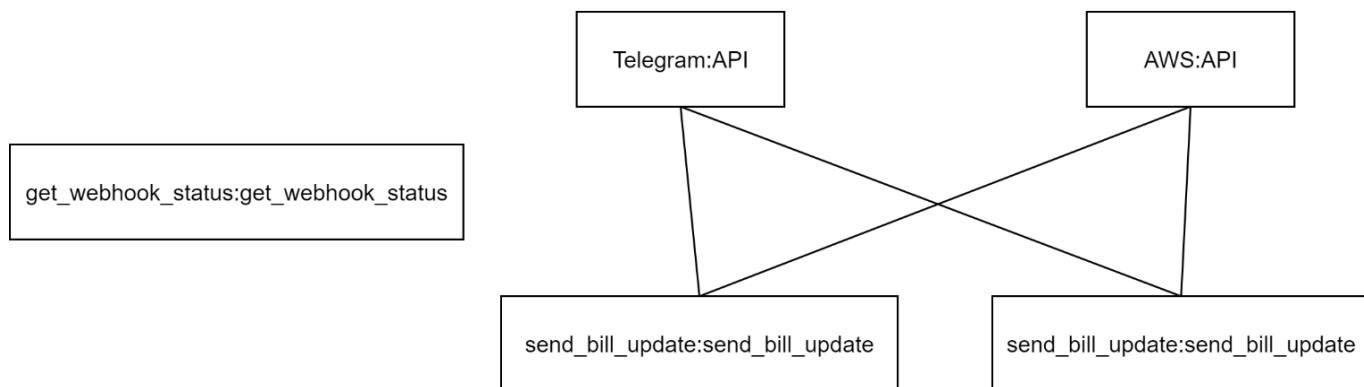 Telegram:API
AWS:API
get_webhook_status:get_webhook_status
send_bill_update:send_bill_update
send_bill_update:send_bill_update